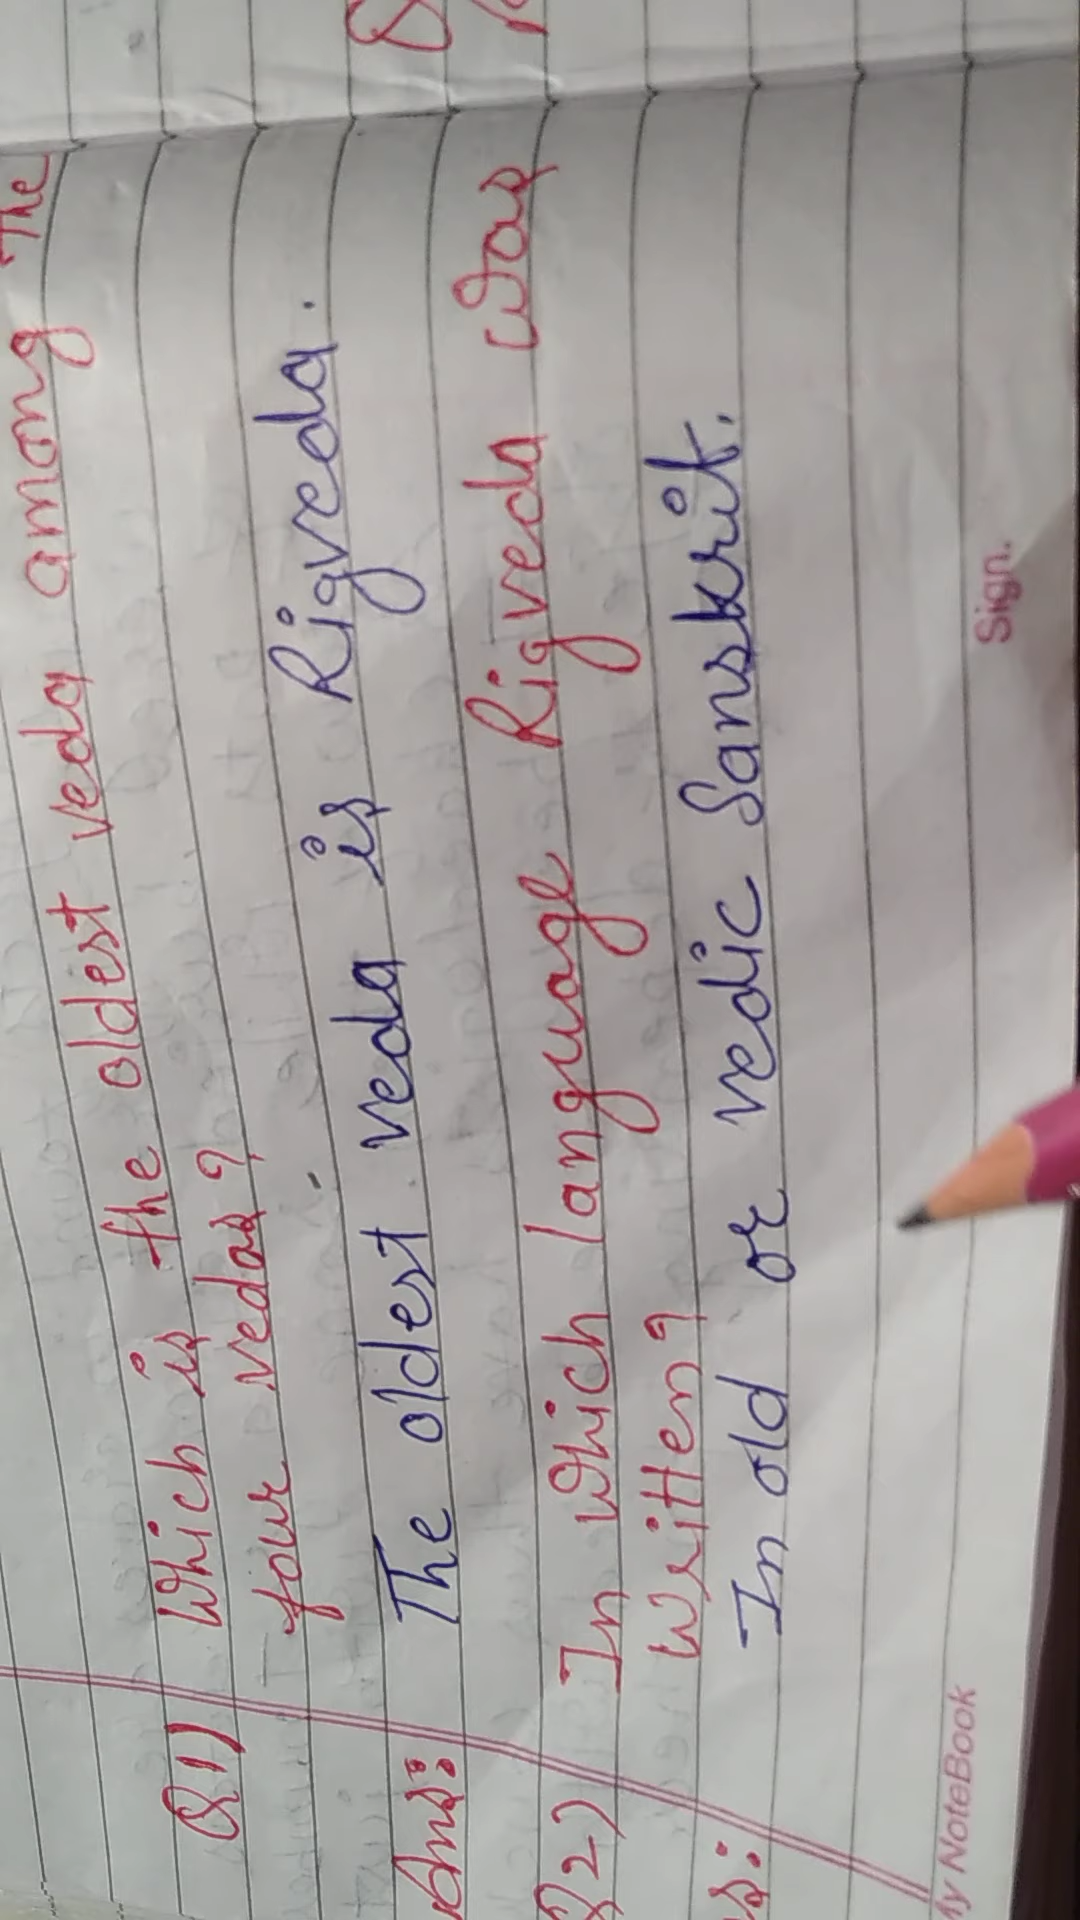 Q1) Which is the oldest veda among the
four vedas?
Ans: The oldest veda is Rigveda.
Q2) In which language Rigveda was
written?
s: In old or vedic Sanskrit.
My NoteBook Sign.